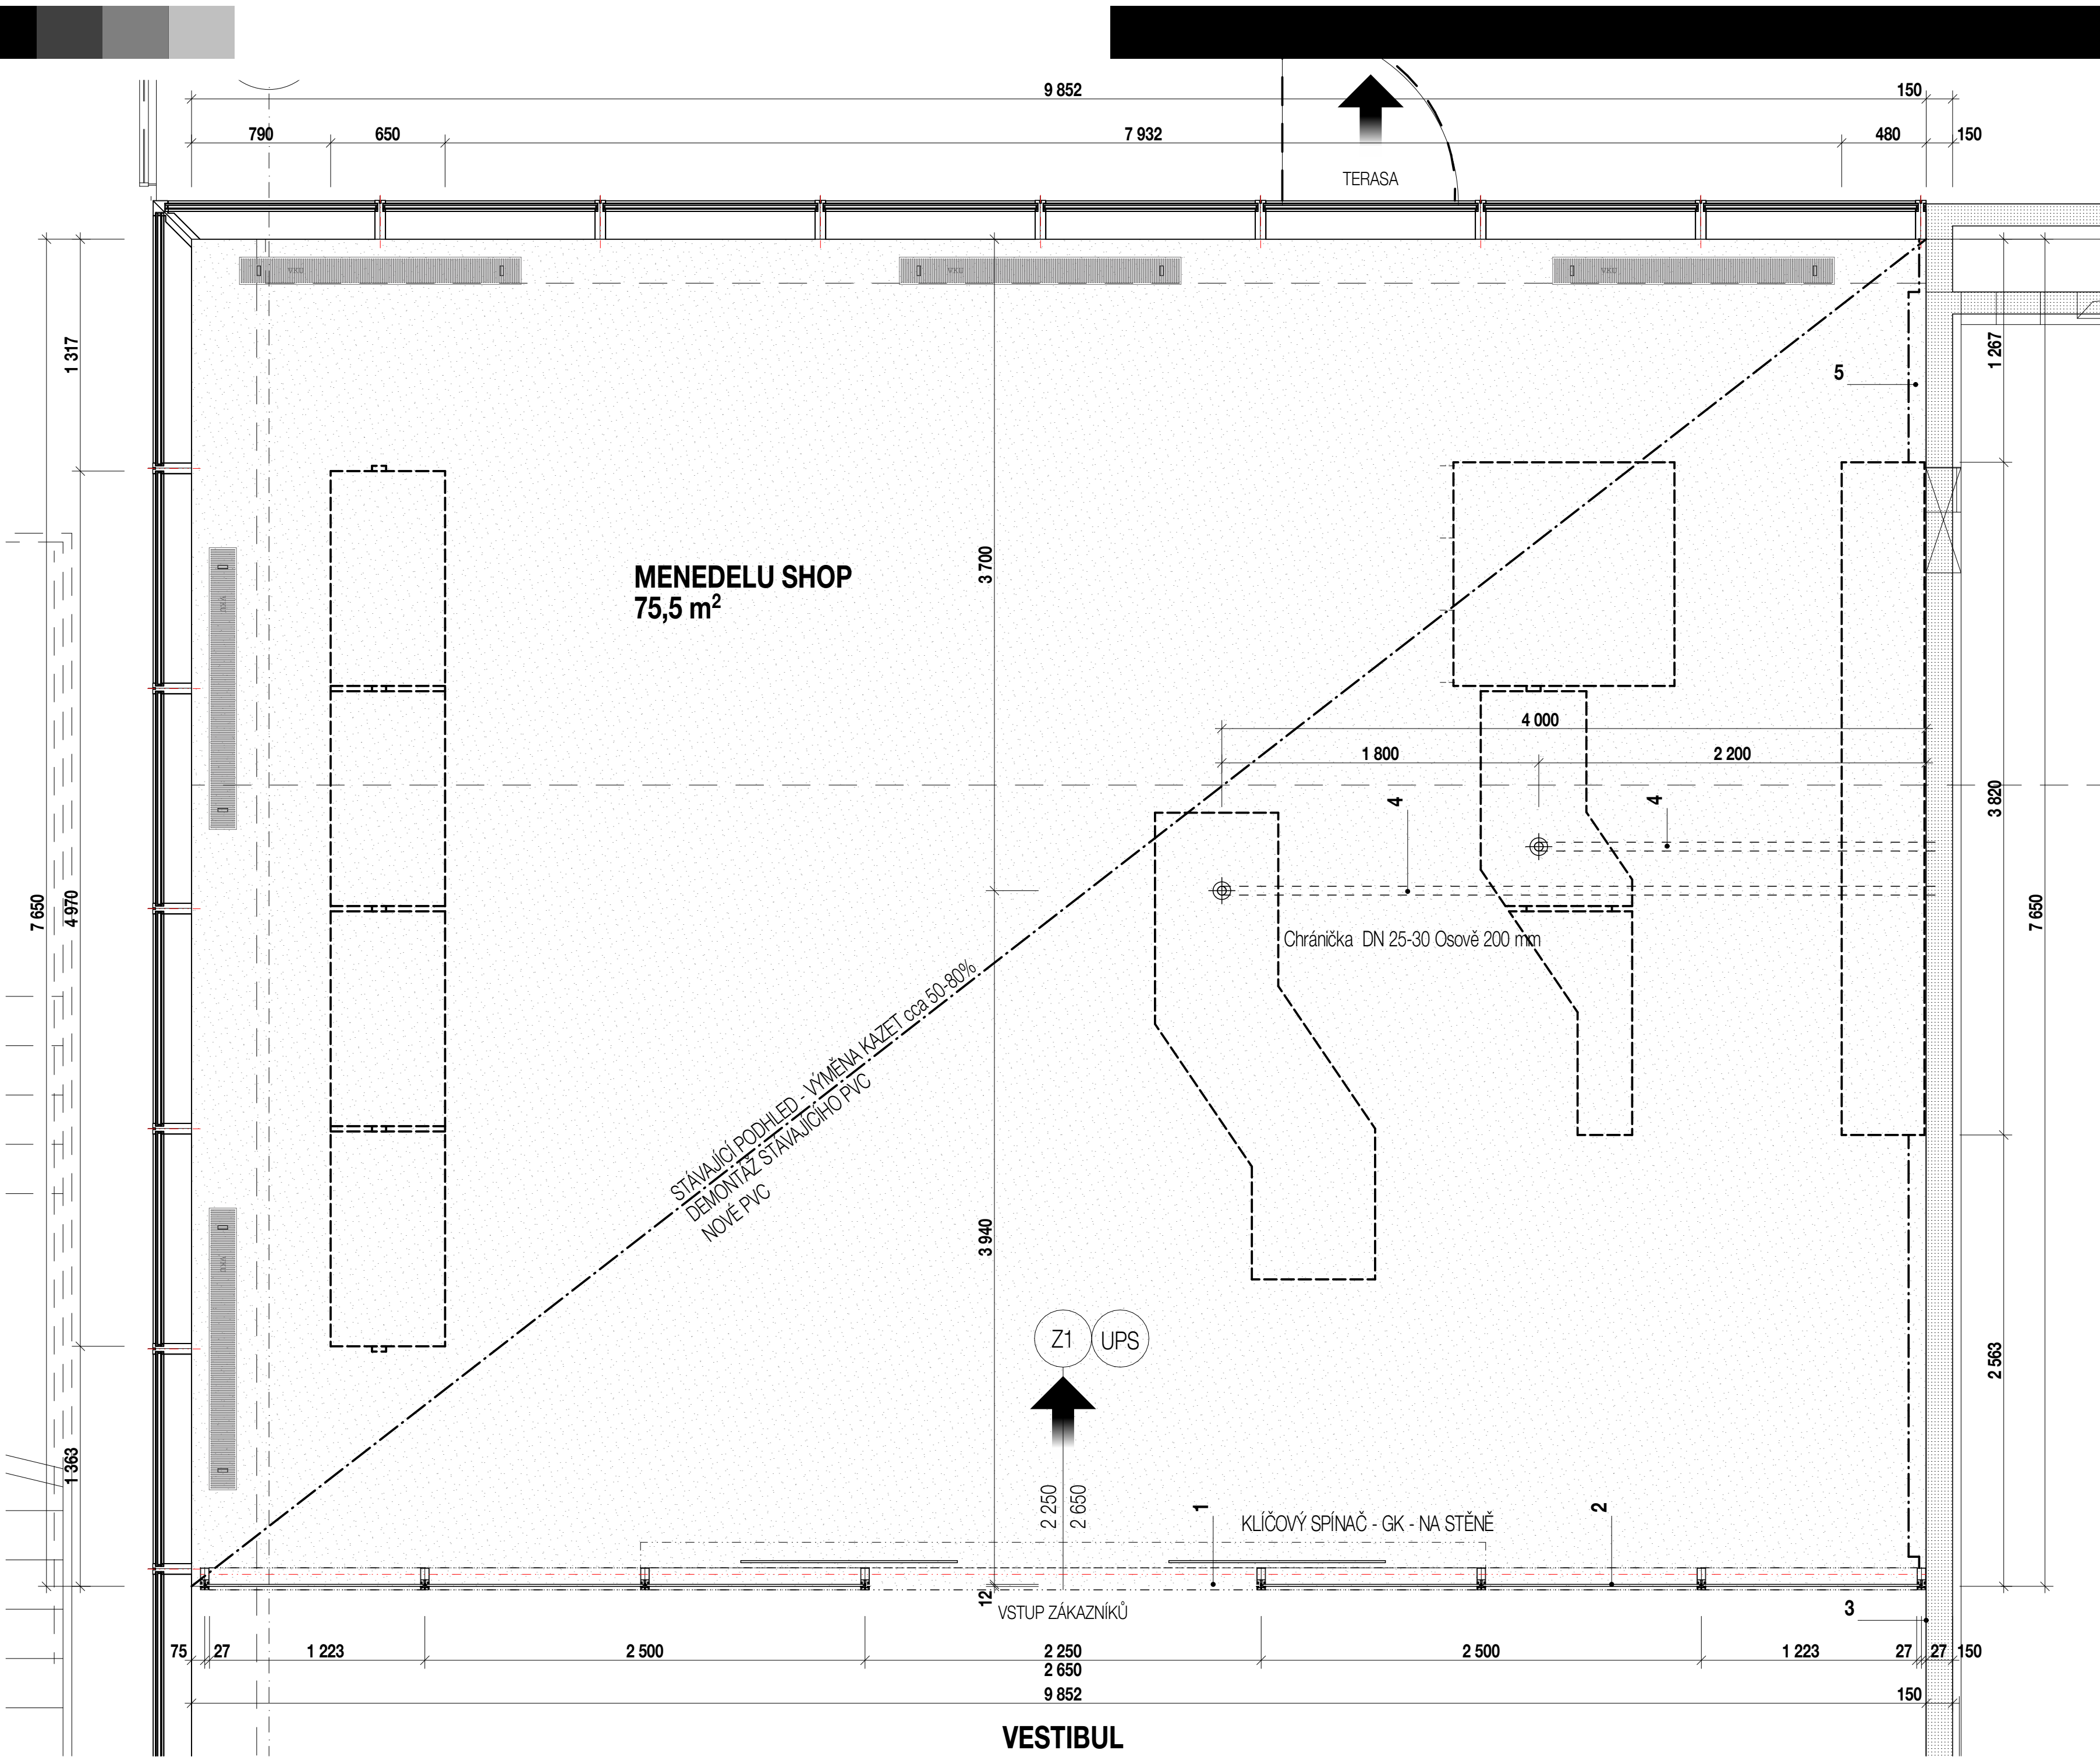 9 852
150
790
650
7 932
480
150
TERASA
VKU
VKU
VKU
1 317
1 267
5
MENEDELU SHOP
75,5 m²
3 700
VKU
4 000
1 800
2 200
4
4
3 820
7 650
4 970
7 650
Chránička DN 25-30 Osově 200 mm
STÁVAJÍCÍ PODHLED - VÝMĚNA KAZET cca 50-80%
DEMONTÁŽ STÁVAJÍCÍHO PVC
NOVÉ PVC
3 940
VKU
Z1
UPS
2 563
1 363
2 250
2 650
1
KLÍČOVÝ SPÍNAČ - GK - NA STĚNĚ
2
12
VSTUP ZÁKAZNÍKŮ
3
75
27
1 223
2 500
2 250
2 650
2 500
1 223
27
27
150
9 852
150
VESTIBUL